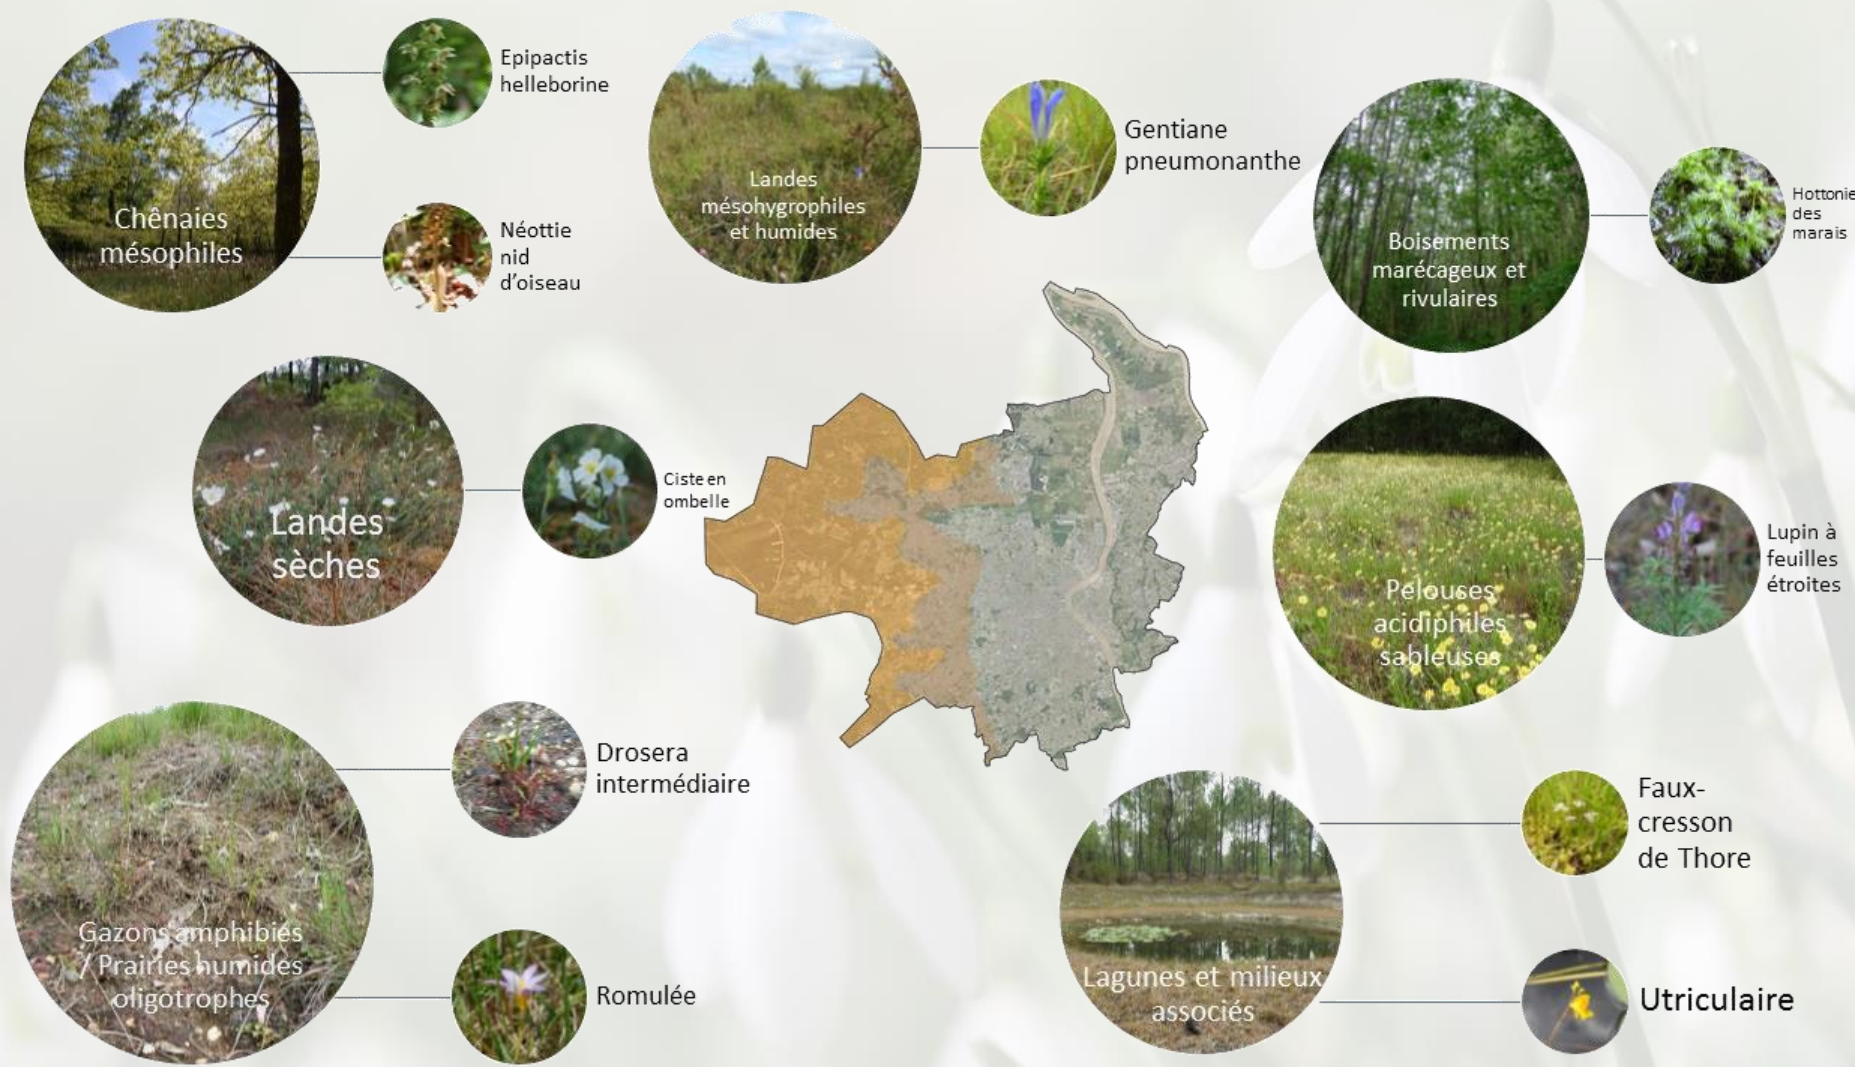 Epipactis
helleborine
Chênaies
mésophiles
Néottie
nid
d’oiseau
Landes
mésohygrophiles
et humides
Gentiane
pneumonanthe
Boisements
marécageux et
rivulaires
Hottonie
des
marais
Landes
sèches
Ciste en
ombelle
Pelouses
acidiphiles
sableuses
Lupin à
feuilles
étroites
Gazons amphibies
/ Prairies humides
oligotrophes
Drosera
intermédiaire
Romulée
Lagunes et milieux
associés
Faux-
cresson
de Thore
Utriculaire